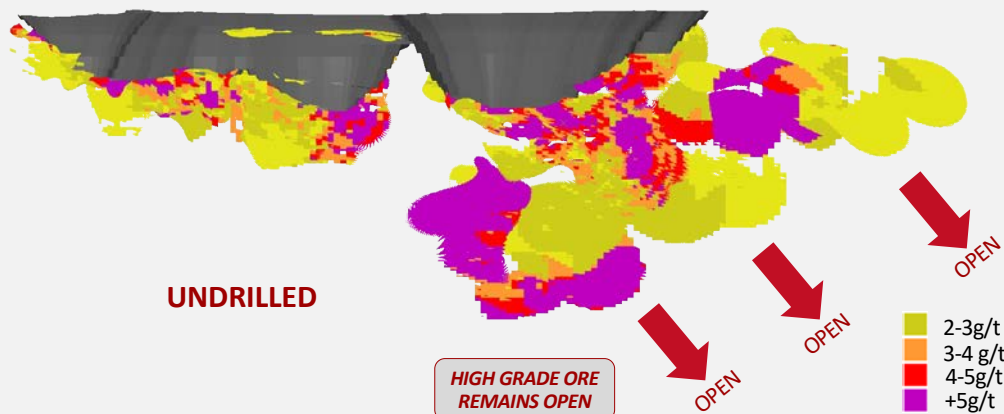 UNDRILLED
HIGH GRADE ORE
REMAINS OPEN
OPEN
OPEN
OPEN
2-3g/t
3-4 g/t
4-5g/t
+5g/t